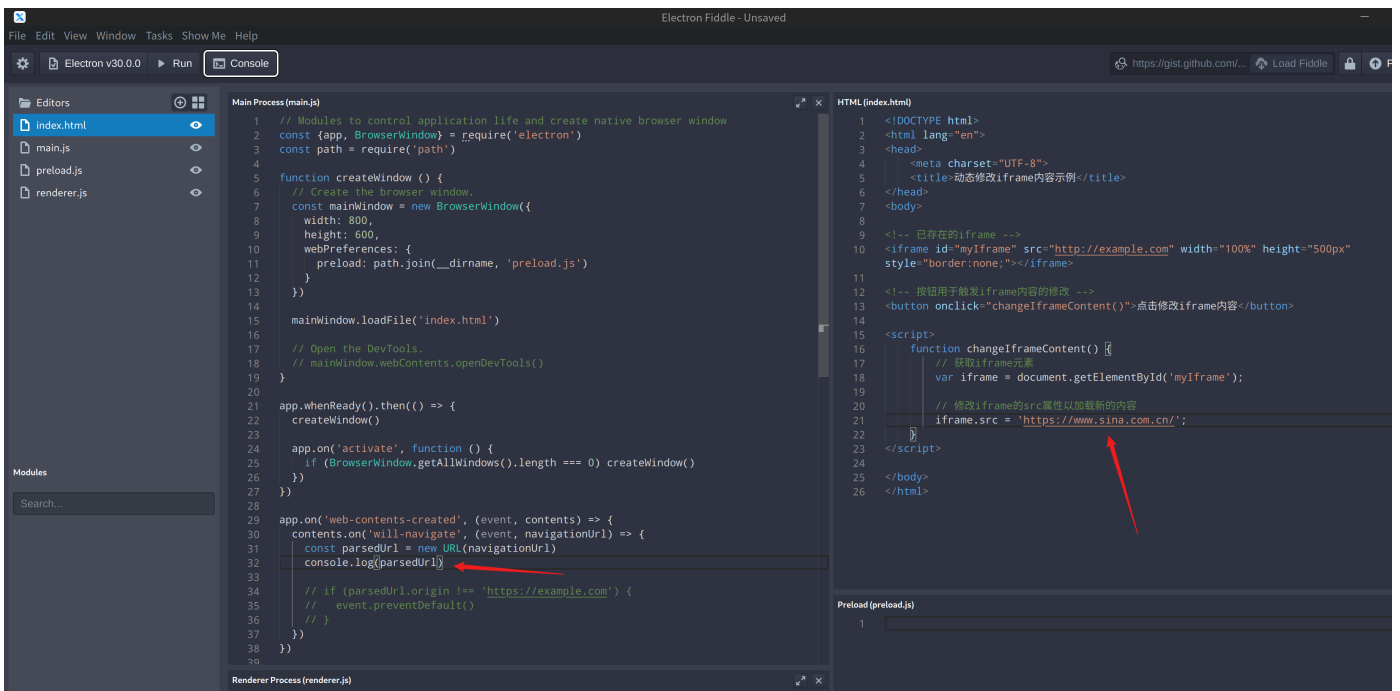 Electron Fiddle - Unsaved
File Edit View Window Tasks Show Me Help
Electron v30.0.0 Run Console https://gist.github.com/... Load Fiddle
Editors
index.html
main.js
preload.js
renderer.js
Modules
Search...
Main Process (main.js)
1 // Modules to control application life and create native browser window
2 const {app, BrowserWindow} = require('electron')
3 const path = require('path')
4
5 function createWindow () {
6 // Create the browser window.
7 const mainWindow = new BrowserWindow({
8 width: 800,
9 height: 600,
10 webPreferences: {
11 preload: path.join(__dirname, 'preload.js')
12 }
13 })
14
15 mainWindow.loadFile('index.html')
16
17 // Open the DevTools.
18 // mainWindow.webContents.openDevTools()
19 }
20
21 app.whenReady().then(() => {
22 createWindow()
23
24 app.on('activate', function () {
25 if (BrowserWindow.getAllWindows().length === 0) createWindow()
26 })
27 })
28
29 app.on('web-contents-created', (event, contents) => {
30 contents.on('will-navigate', (event, navigationUrl) => {
31 const parsedUrl = new URL(navigationUrl)
32 console.log(parsedUrl)
33
34 // if (parsedUrl.origin !== 'https://example.com') {
35 // event.preventDefault()
36 // }
37 })
38 })
39
Renderer Process (renderer.js)
HTML (index.html)
1 <!DOCTYPE html>
2 <html lang="en">
3 <head>
4 <meta charset="UTF-8">
5 <title>动态修改iframe内容示例</title>
6 </head>
7 <body>
8
9 <!-- 已存在的iframe -->
10 <iframe id="myIframe" src="http://example.com" width="100%" height="500px"
style="border:none;"></iframe>
11
12 <!-- 按钮用于触发iframe内容的修改 -->
13 <button onclick="changeIframeContent()">点击修改iframe内容</button>
14
15 <script>
16 function changeIframeContent() {
17 // 获取iframe元素
18 var iframe = document.getElementById('myIframe');
19
20 // 修改iframe的src属性以加载新的内容
21 iframe.src = 'https://www.sina.com.cn/';
22 }
23 </script>
24
25 </body>
26 </html>
Preload (preload.js)
1